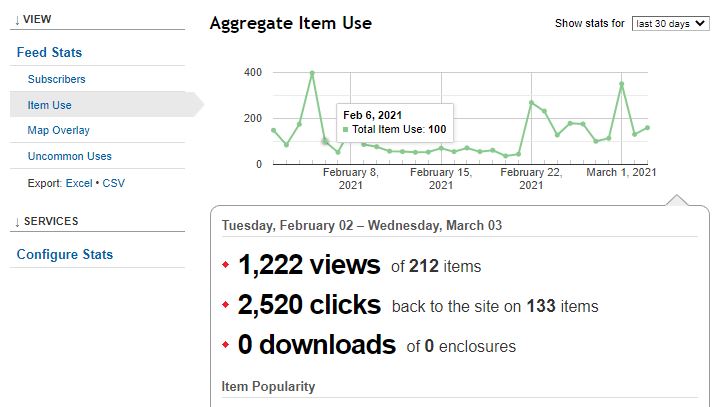 ↓ VIEW
Feed Stats
Subscribers
Item Use
Map Overlay
Uncommon Uses
Export: Excel • CSV
↓ SERVICES
Configure Stats
Aggregate Item Use
Show stats for last 30 days
400
200
0
Feb 6, 2021
Total Item Use: 100
February 8,
2021
February 15,
2021
February 22,
2021
March 1, 2021
Tuesday, February 02 – Wednesday, March 03
1,222 views of 212 items
2,520 clicks back to the site on 133 items
0 downloads of 0 enclosures
Item Popularity